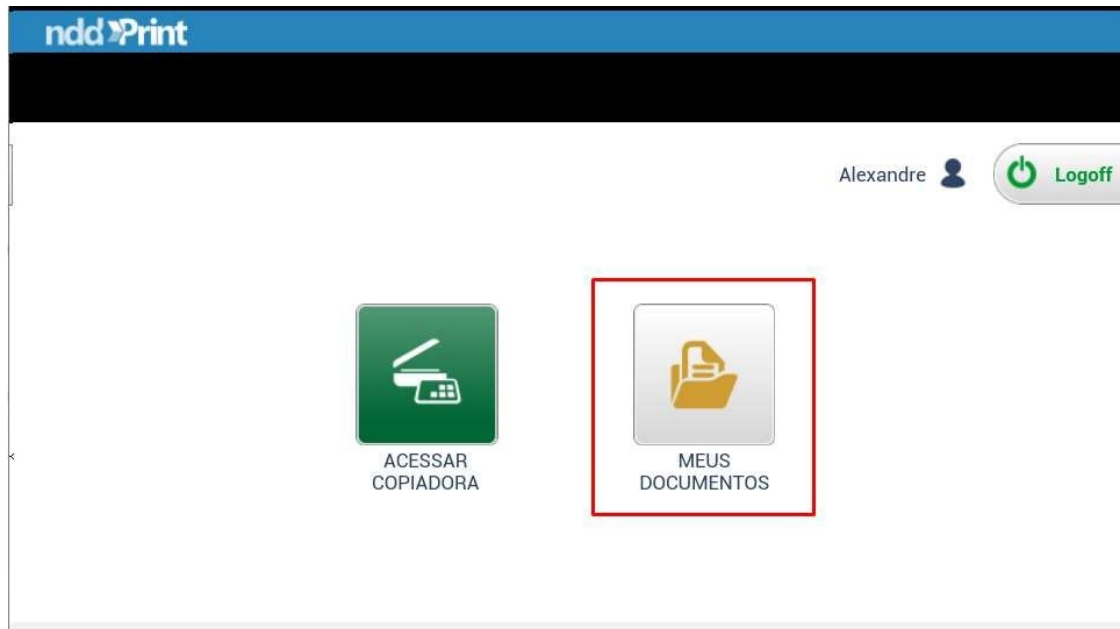 ndd Print
Alexandre
Logoff
ACESSAR
COPIADORA
MEUS
DOCUMENTOS